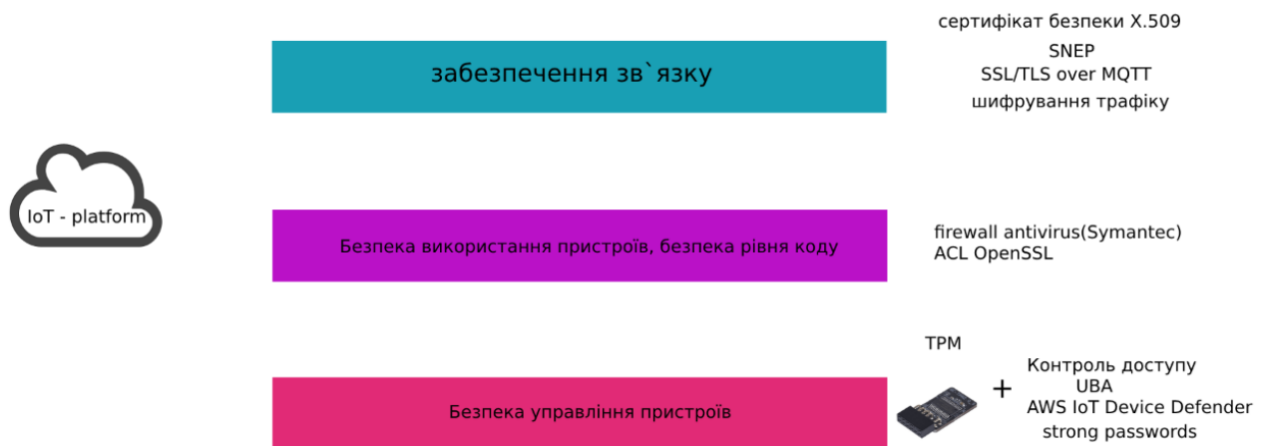 сертифікат безпеки X.509
SNEP
SSL/TLS over MQTT
шифрування трафіку
забезпечення зв`язку
IoT - platform
Безпека використання пристроїв, безпека рівня коду
firewall antivirus(Symantec)
ACL OpenSSL
TPM
+
Контроль доступу
UBA
AWS IoT Device Defender
strong passwords
Безпека управління пристроїв